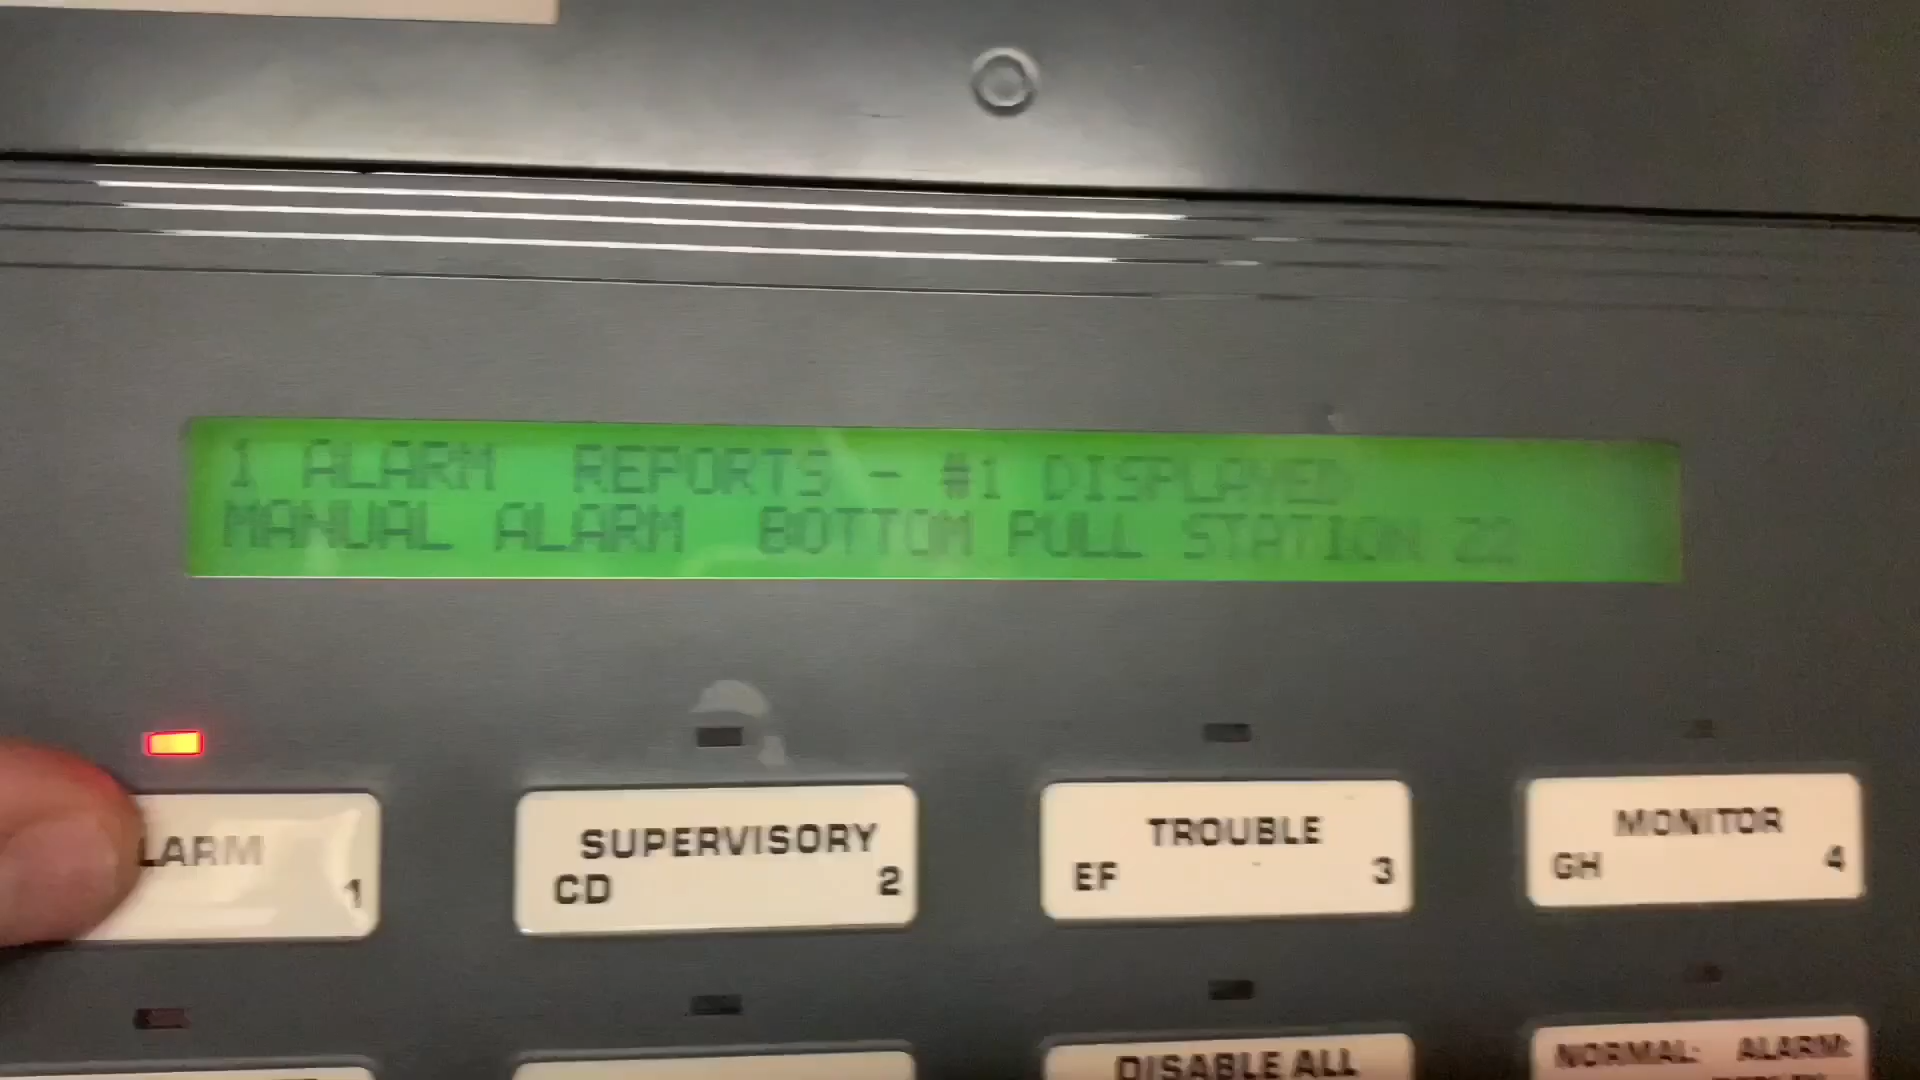 1 ALARM REPORTS - #1 DISPLAYED
MANUAL ALARM BOTTOM PULL STATION Z2
LARM
1
SUPERVISORY
CD 2
TROUBLE
EF 3
MONITOR
GH 4
DISABLE ALL
NORMAL: ALARM: